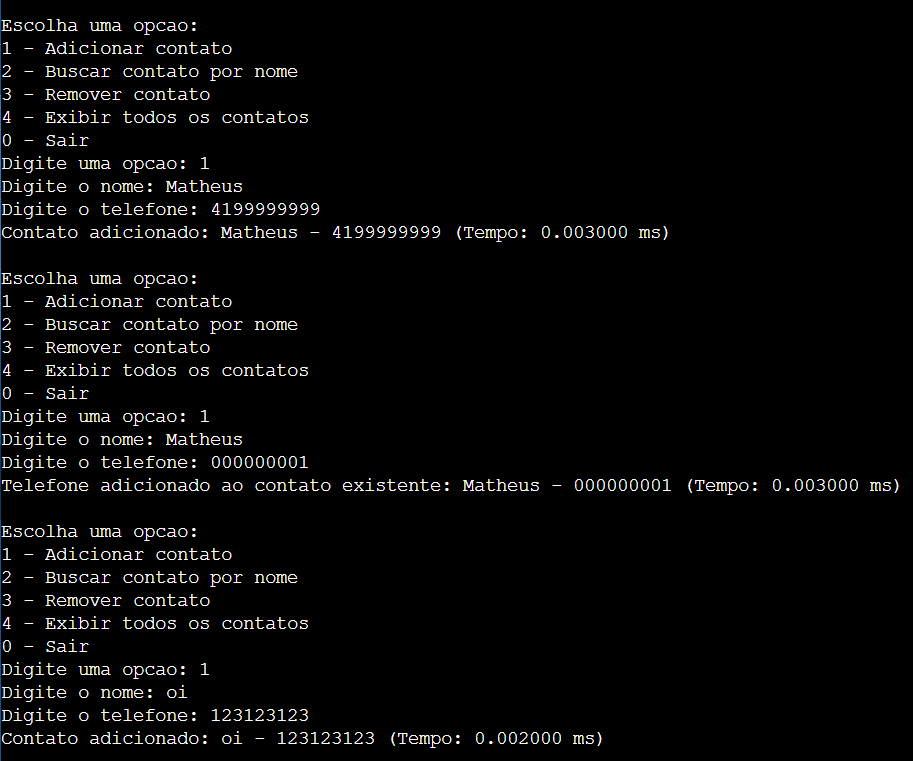 Escolha uma opcao:
1 - Adicionar contato
2 - Buscar contato por nome
3 - Remover contato
4 - Exibir todos os contatos
0 - Sair
Digite uma opcao: 1
Digite o nome: Matheus
Digite o telefone: 4199999999
Contato adicionado: Matheus - 4199999999 (Tempo: 0.003000 ms)
Escolha uma opcao:
1 - Adicionar contato
2 - Buscar contato por nome
3 - Remover contato
4 - Exibir todos os contatos
0 - Sair
Digite uma opcao: 1
Digite o nome: Matheus
Digite o telefone: 000000001
Telefone adicionado ao contato existente: Matheus - 000000001 (Tempo: 0.003000 ms)
Escolha uma opcao:
1 - Adicionar contato
2 - Buscar contato por nome
3 - Remover contato
4 - Exibir todos os contatos
0 - Sair
Digite uma opcao: 1
Digite o nome: oi
Digite o telefone: 123123123
Contato adicionado: oi - 123123123 (Tempo: 0.002000 ms)